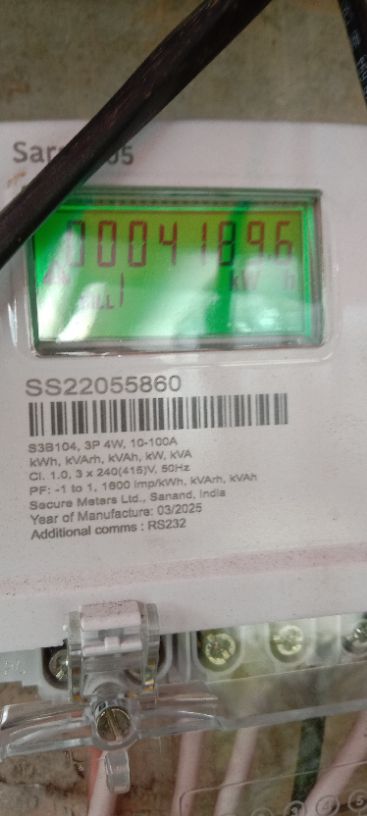 00041896
kW h
SS22055860
S3B104, 3P 4W, 10-100A
kWh, kVArh, kVAh, kW, kVA
Cl. 1.0, 3 x 240(415)V, 50Hz
PF: -1 to 1, 1600 imp/kWh, kVArh, kVAh
Secure Meters Ltd., Sanand, India
Year of Manufacture: 03/2025
Additional comms : RS232